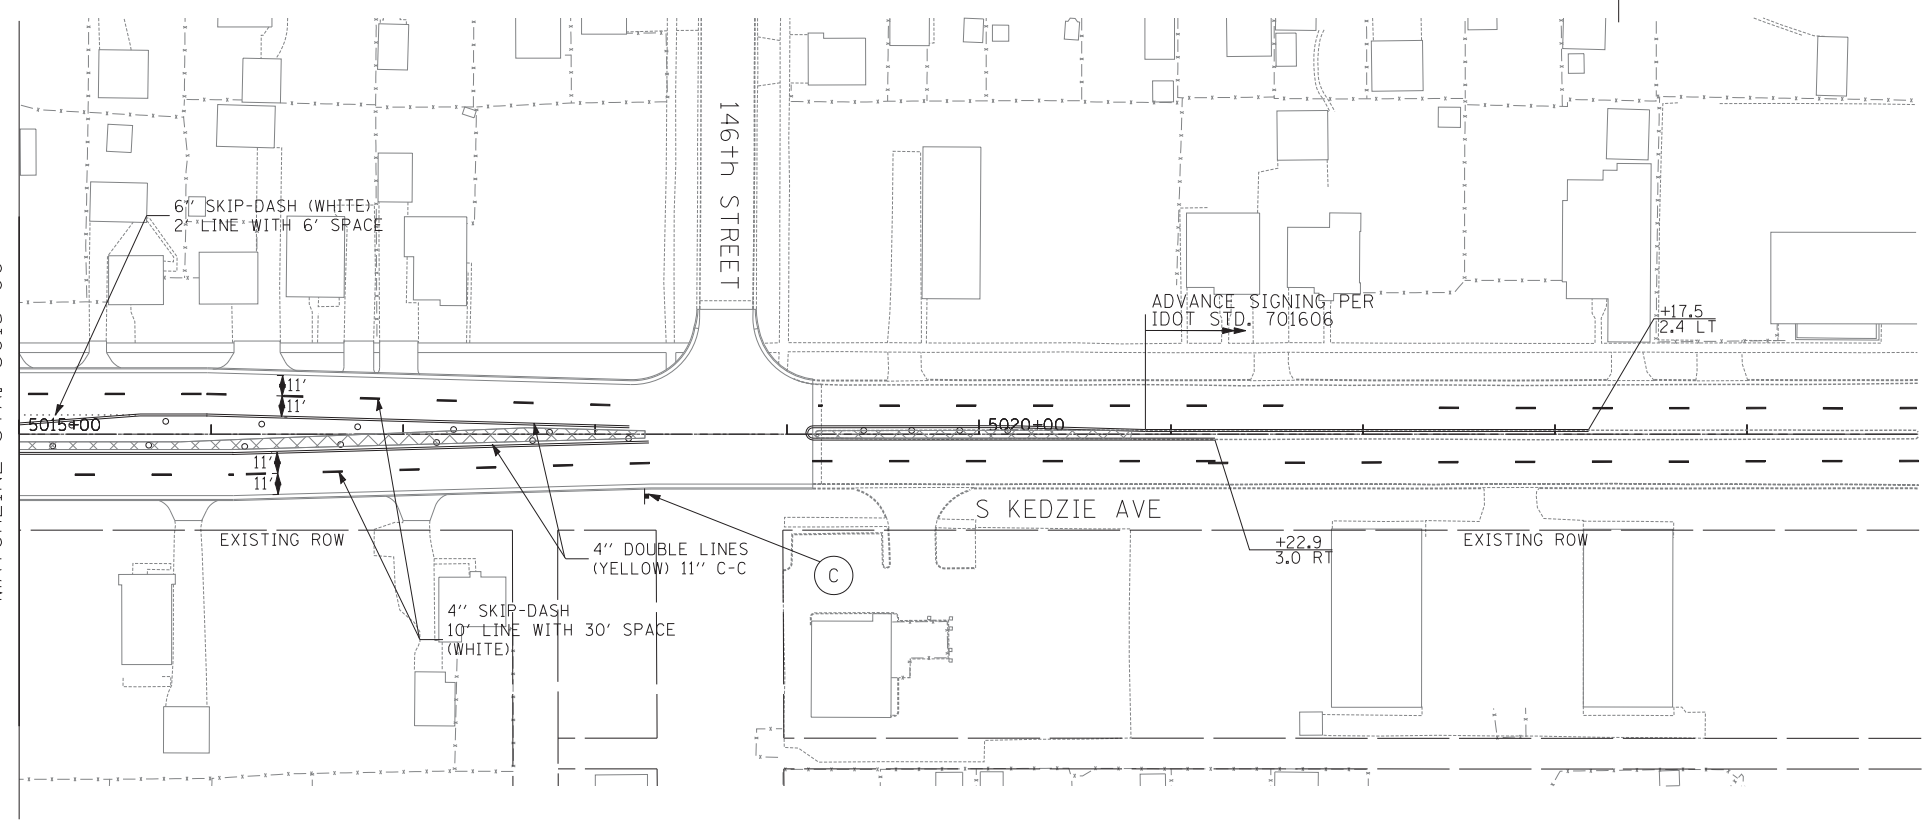 146th STREET
6'' SKIP-DASH (WHITE)
2' LINE WITH 6' SPACE
ADVANCE SIGNING PER
IDOT STD. 701606
+17.5
2.4 LT
11'
11'
5015+00
5020+00
11'
11'
S KEDZIE AVE
EXISTING ROW
4'' DOUBLE LINES
(YELLOW) 11'' C-C
C
+22.9
3.0 RT
EXISTING ROW
4'' SKIP-DASH
10' LINE WITH 30' SPACE
(WHITE)